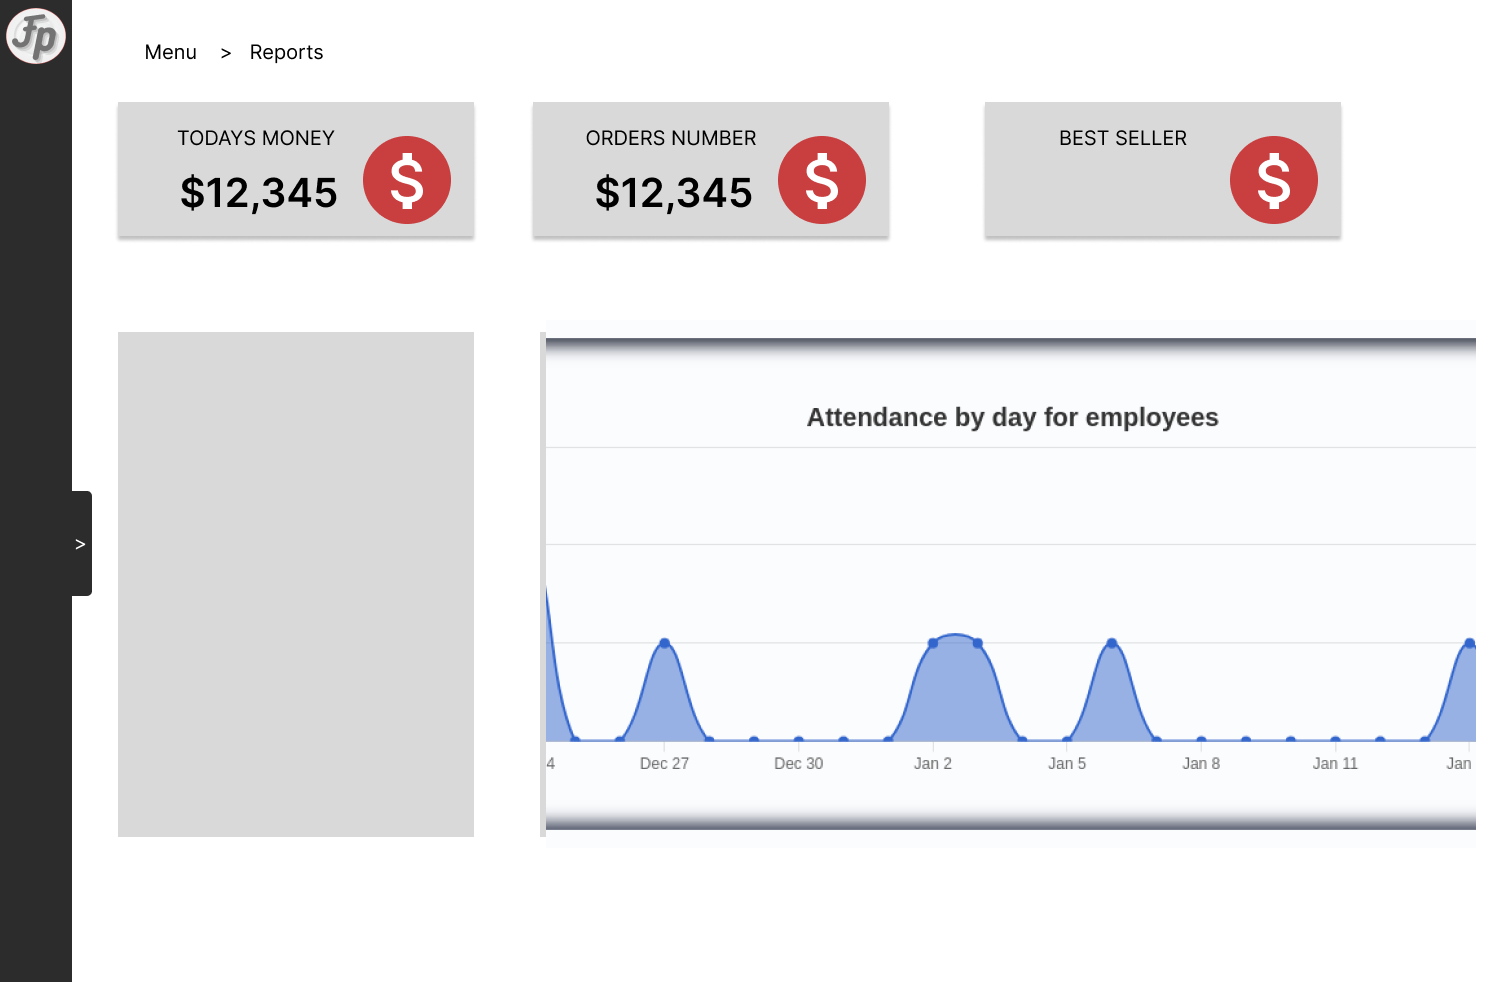 Jp
Menu > Reports
TODAYS MONEY
$12,345
$
ORDERS NUMBER
$12,345
$
BEST SELLER
$
>
Attendance by day for employees
4 Dec 27 Dec 30 Jan 2 Jan 5 Jan 8 Jan 11 Jan